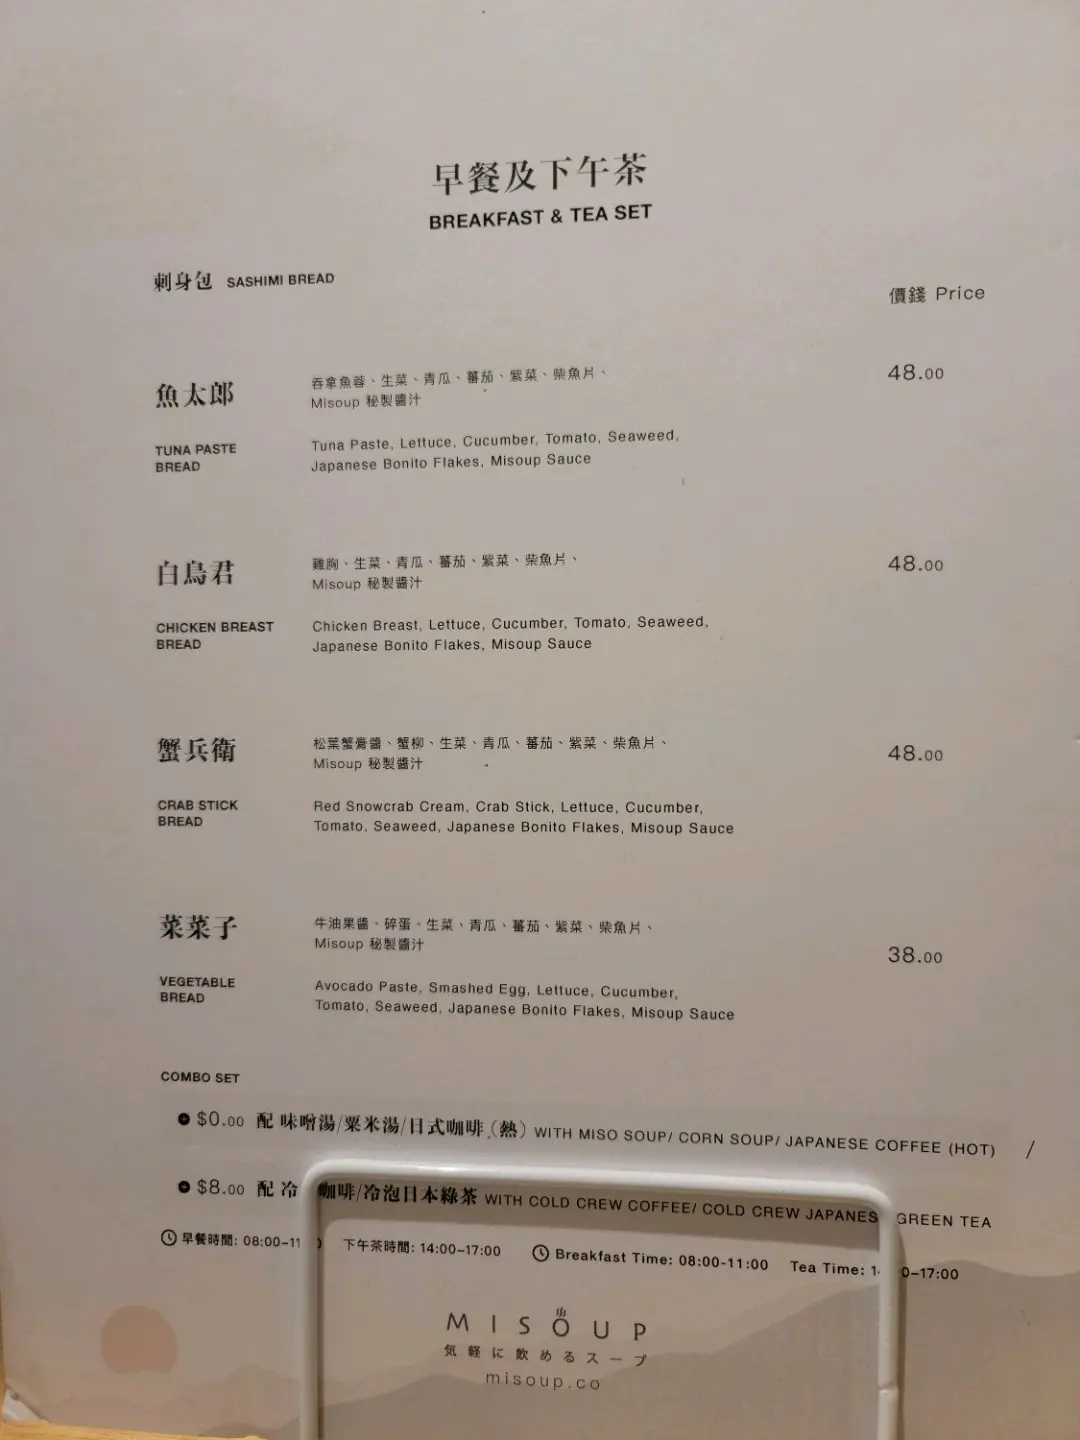 早餐及下午茶
BREAKFAST & TEA SET
刺身包 SASHIMI BREAD
價錢 Price
魚太郎
吞拿魚蓉、生菜、青瓜、蕃茄、紫菜、柴魚片、
Misoup 秘製醬汁
48.00
TUNA PASTE
BREAD
Tuna Paste, Lettuce, Cucumber, Tomato, Seaweed,
Japanese Bonito Flakes, Misoup Sauce
白鳥君
雞胸、生菜、青瓜、蕃茄、紫菜、柴魚片、
Misoup 秘製醬汁
48.00
CHICKEN BREAST
BREAD
Chicken Breast, Lettuce, Cucumber, Tomato, Seaweed,
Japanese Bonito Flakes, Misoup Sauce
蟹兵衛
松葉蟹膏醬、蟹柳、生菜、青瓜、蕃茄、紫菜、柴魚片、
Misoup 秘製醬汁
48.00
CRAB STICK
BREAD
Red Snowcrab Cream, Crab Stick, Lettuce, Cucumber,
Tomato, Seaweed, Japanese Bonito Flakes, Misoup Sauce
菜菜子
牛油果醬、碎蛋、生菜、青瓜、蕃茄、紫菜、柴魚片、
Misoup 秘製醬汁
38.00
VEGETABLE
BREAD
Avocado Paste, Smashed Egg, Lettuce, Cucumber,
Tomato, Seaweed, Japanese Bonito Flakes, Misoup Sauce
COMBO SET
$0.00 配 味噌湯/粟米湯/日式咖啡 (熱) WITH MISO SOUP/ CORN SOUP/ JAPANESE COFFEE (HOT) /
$8.00 配 冷 咖啡/冷泡日本綠茶 WITH COLD CREW COFFEE/ COLD CREW JAPANES GREEN TEA
早餐時間: 08:00-11 下午茶時間: 14:00-17:00 Breakfast Time: 08:00-11:00 Tea Time: 1 0-17:00
MISOUP
気軽に飲めるスープ
misoup.co